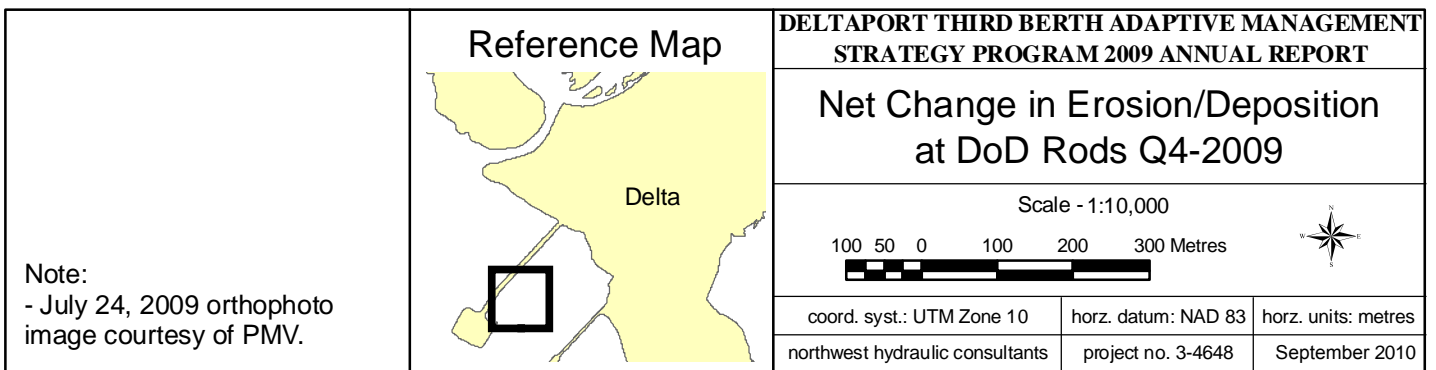 Note:
- July 24, 2009 orthophoto
image courtesy of PMV.
Reference Map
Delta
DELTAPORT THIRD BERTH ADAPTIVE MANAGEMENT
STRATEGY PROGRAM 2009 ANNUAL REPORT
Net Change in Erosion/Deposition
at DoD Rods Q4-2009
Scale - 1:10,000
100 50 0 100 200 300 Metres
N
W E
S
coord. syst.: UTM Zone 10 horz. datum: NAD 83 horz. units: metres
northwest hydraulic consultants project no. 3-4648 September 2010